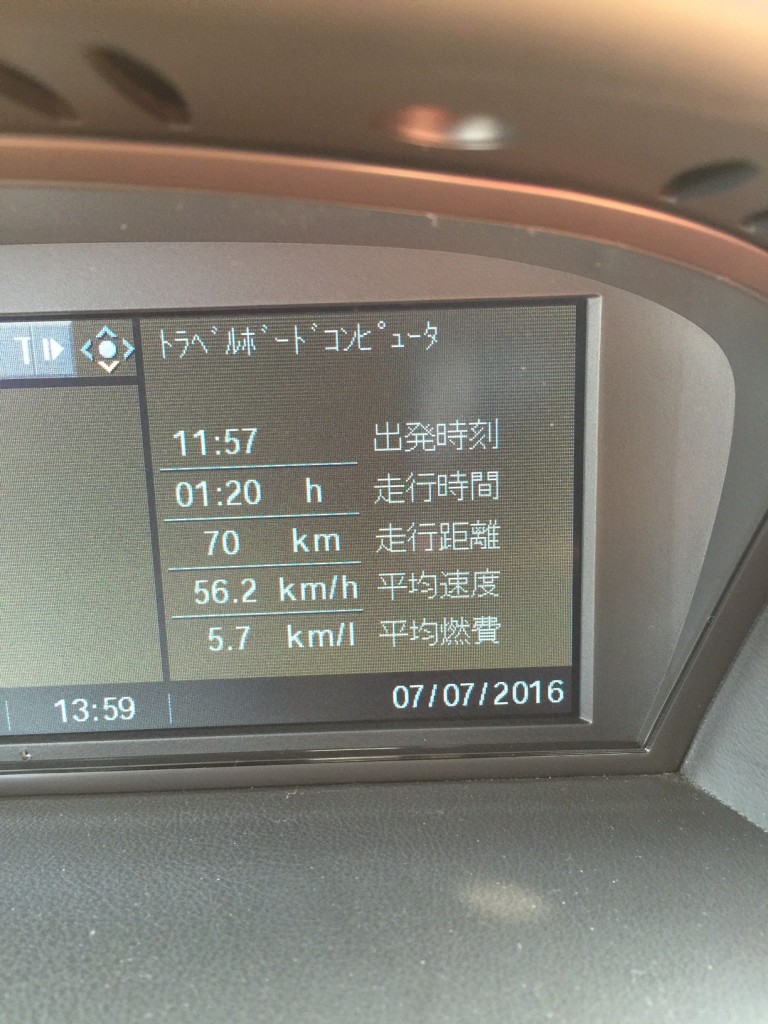 T
ﾄﾗﾍﾞﾙﾎﾞｰﾄﾞｺﾝﾋﾟｭｰﾀ
11:57 出発時刻
01:20 h 走行時間
70 km 走行距離
56.2 km/h 平均速度
5.7 km/l 平均燃費
13:59 07/07/2016